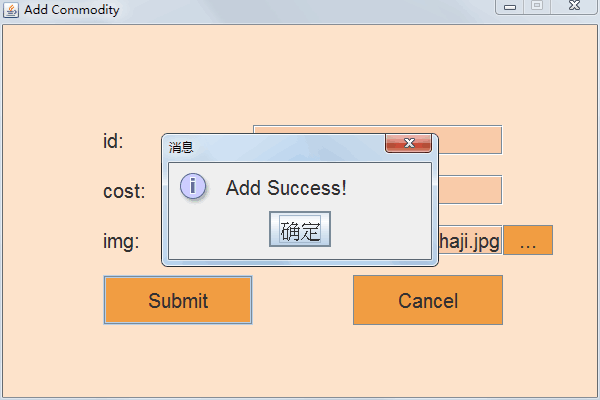 Add Commodity
id:
消息
cost:
Add Success!
确定
img:
haji.jpg
...
Submit
Cancel